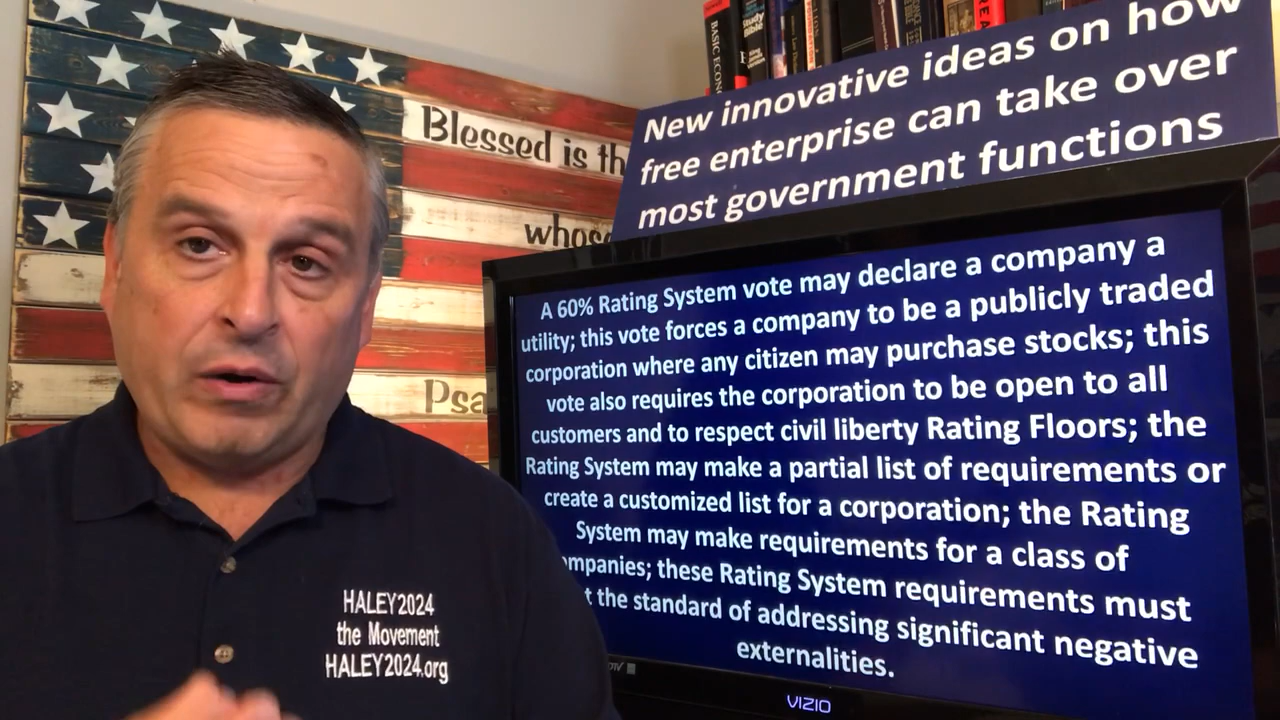 Blessed is th
whose
Psa
BASIC ECON
Study
Bible
New innovative ideas on how
free enterprise can take over
most government functions
A 60% Rating System vote may declare a company a
utility; this vote forces a company to be a publicly traded
corporation where any citizen may purchase stocks; this
vote also requires the corporation to be open to all
customers and to respect civil liberty Rating Floors; the
Rating System may make a partial list of requirements or
create a customized list for a corporation; the Rating
System may make requirements for a class of
mpanies; these Rating System requirements must
t the standard of addressing significant negative
externalities.
VIZIO
HALEY2024
the Movement
HALEY2024.org